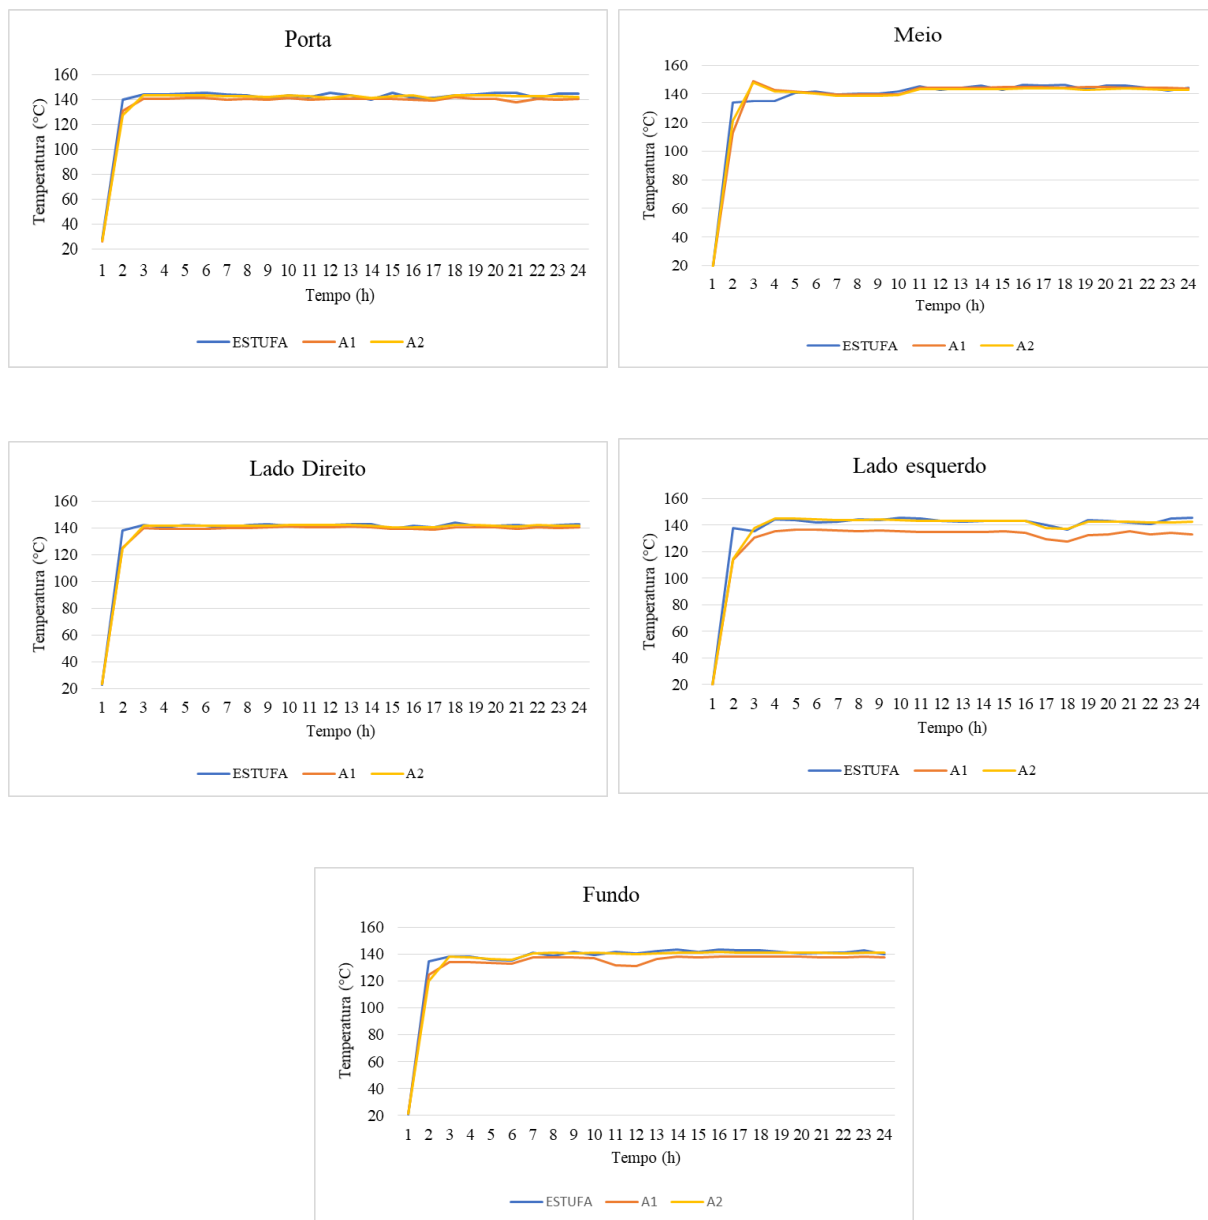 Porta
160
140
120
100
80
60
40
20
Temperatura (°C)
1 2 3 4 5 6 7 8 9 10 11 12 13 14 15 16 17 18 19 20 21 22 23 24
Tempo (h)
ESTUFA A1 A2
Meio
160
140
120
100
80
60
40
20
Temperatura (°C)
1 2 3 4 5 6 7 8 9 10 11 12 13 14 15 16 17 18 19 20 21 22 23 24
Tempo (h)
ESTUFA A1 A2
Lado Direito
160
140
120
100
80
60
40
20
Temperatura (°C)
1 2 3 4 5 6 7 8 9 10 11 12 13 14 15 16 17 18 19 20 21 22 23 24
Tempo (h)
ESTUFA A1 A2
Lado esquerdo
160
140
120
100
80
60
40
20
Temperatura (°C)
1 2 3 4 5 6 7 8 9 10 11 12 13 14 15 16 17 18 19 20 21 22 23 24
Tempo (h)
ESTUFA A1 A2
Fundo
160
140
120
100
80
60
40
20
Temperatura (°C)
1 2 3 4 5 6 7 8 9 10 11 12 13 14 15 16 17 18 19 20 21 22 23 24
Tempo (h)
ESTUFA A1 A2